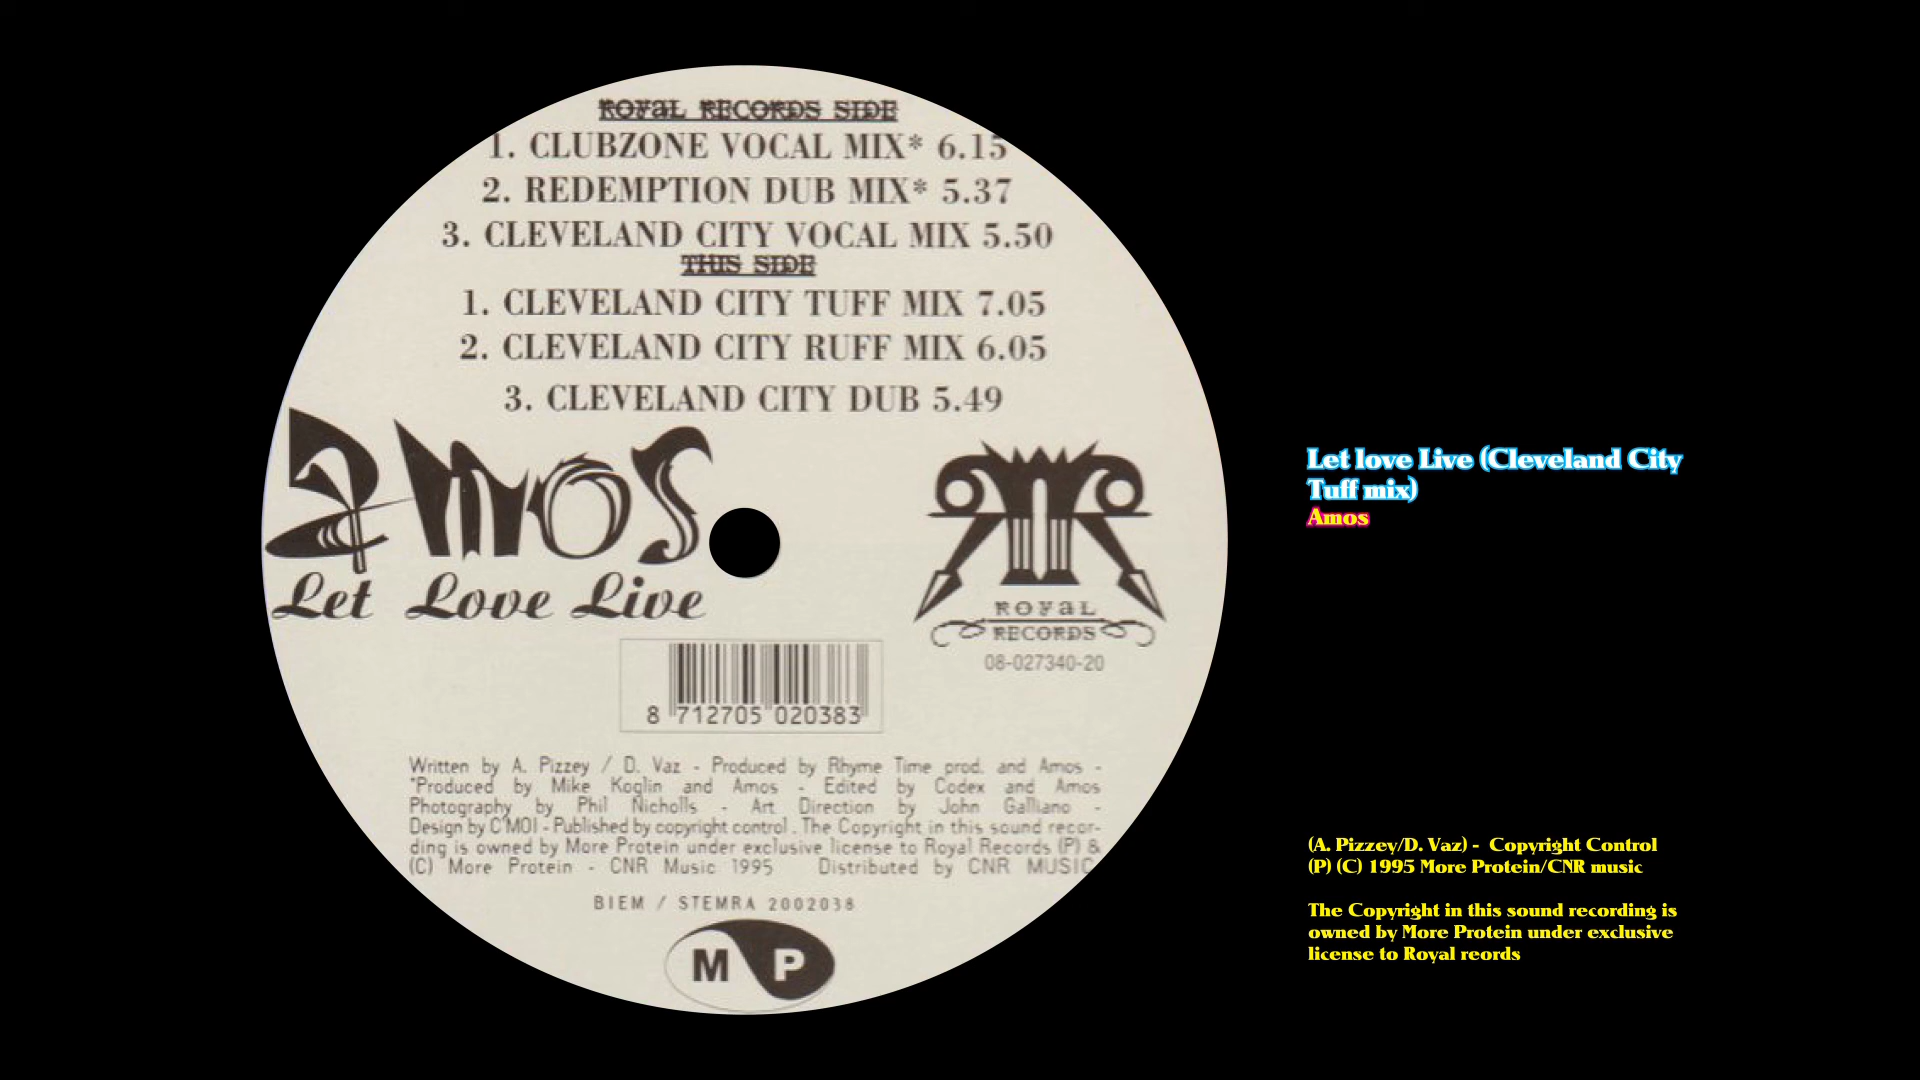 ROYAL RECORDS SIDE
1. CLUBZONE VOCAL MIX* 6.15
2. REDEMPTION DUB MIX* 5.37
3. CLEVELAND CITY VOCAL MIX 5.50
THIS SIDE
1. CLEVELAND CITY TUFF MIX 7.05
2. CLEVELAND CITY RUFF MIX 6.05
3. CLEVELAND CITY DUB 5.49
Amos
Let Love Live
ROYAL
RECORDS
08-027340-20
8 712705 020383
Written by A. Pizzey / D. Vaz - Produced by Rhyme Time prod. and Amos -
*Produced by Mike Koglin and Amos - Edited by Codex and Amos
Photography by Phil Nicholls - Art Direction by John Galliano -
Design by C'MOI - Published by copyright control . The Copyright in this sound recor-
ding is owned by More Protein under exclusive license to Royal Records (P) &
(C) More Protein - CNR Music 1995 Distributed by CNR MUSIC
BIEM / STEMRA 2002038
M P
Let love Live (Cleveland City
Tuff mix)
Amos
(A. Pizzey/D. Vaz) - Copyright Control
(P) (C) 1995 More Protein/CNR music
The Copyright in this sound recording is
owned by More Protein under exclusive
license to Royal reords